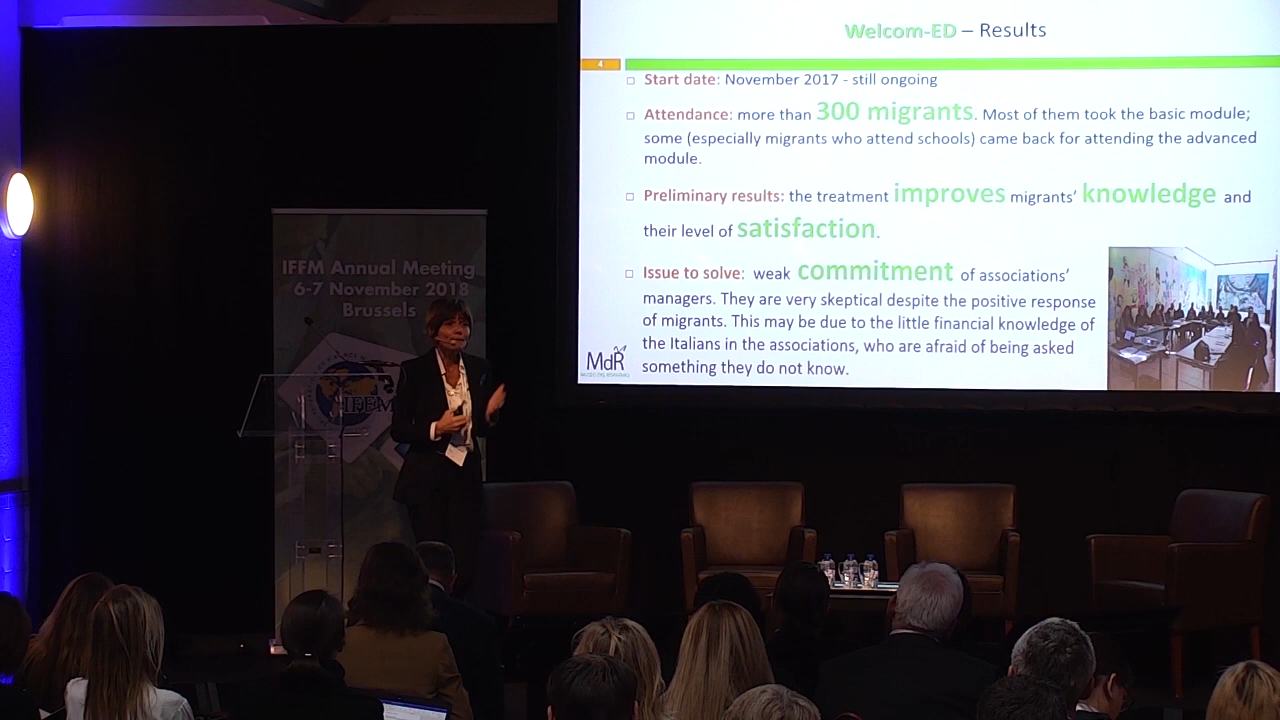 Welcom-ED – Results
4
Start date: November 2017 - still ongoing
Attendance: more than 300 migrants. Most of them took the basic module;
some (especially migrants who attend schools) came back for attending the advanced
module.
Preliminary results: the treatment improves migrants' knowledge and
their level of satisfaction.
Issue to solve: weak commitment of associations'
managers. They are very skeptical despite the positive response
of migrants. This may be due to the little financial knowledge of
the Italians in the associations, who are afraid of being asked
something they do not know.
MdR
IFFM Annual Meeting
6-7 November 2018
Brussels
IFFM